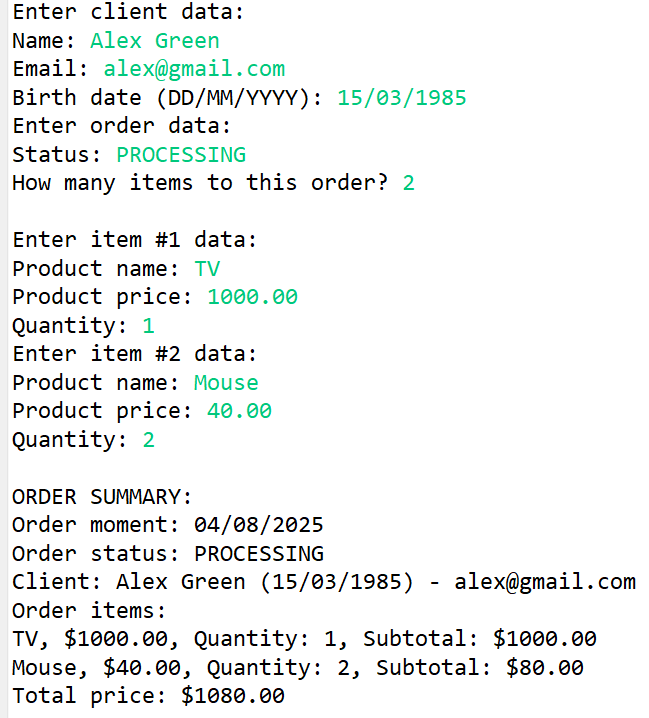 Enter client data:
Name: Alex Green
Email: alex@gmail.com
Birth date (DD/MM/YYYY): 15/03/1985
Enter order data:
Status: PROCESSING
How many items to this order? 2
Enter item #1 data:
Product name: TV
Product price: 1000.00
Quantity: 1
Enter item #2 data:
Product name: Mouse
Product price: 40.00
Quantity: 2
ORDER SUMMARY:
Order moment: 04/08/2025
Order status: PROCESSING
Client: Alex Green (15/03/1985) - alex@gmail.com
Order items:
TV, $1000.00, Quantity: 1, Subtotal: $1000.00
Mouse, $40.00, Quantity: 2, Subtotal: $80.00
Total price: $1080.00